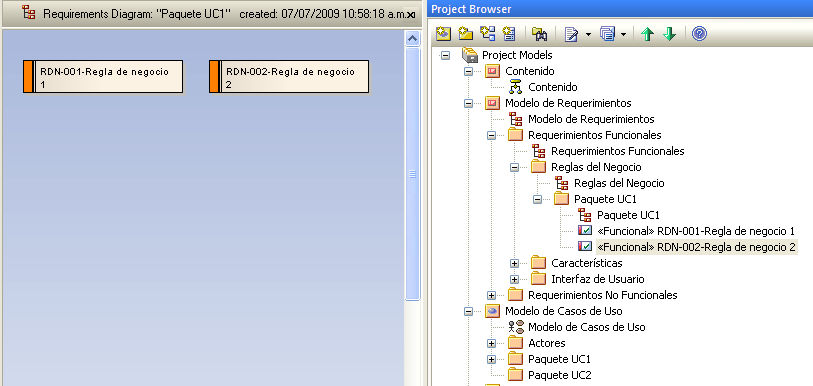 Requirements Diagram: "Paquete UC1"   created: 07/07/2009 10:58:18 a.m.
RDN-001-Regla de negocio
1
RDN-002-Regla de negocio
2
Project Browser
Project Models
Contenido
Contenido
Modelo de Requerimientos
Modelo de Requerimientos
Requerimientos Funcionales
Requerimientos Funcionales
Reglas del Negocio
Reglas del Negocio
Paquete UC1
Paquete UC1
«Funcional» RDN-001-Regla de negocio 1
«Funcional» RDN-002-Regla de negocio 2
Características
Interfaz de Usuario
Requerimientos No Funcionales
Modelo de Casos de Uso
Modelo de Casos de Uso
Actores
Paquete UC1
Paquete UC2